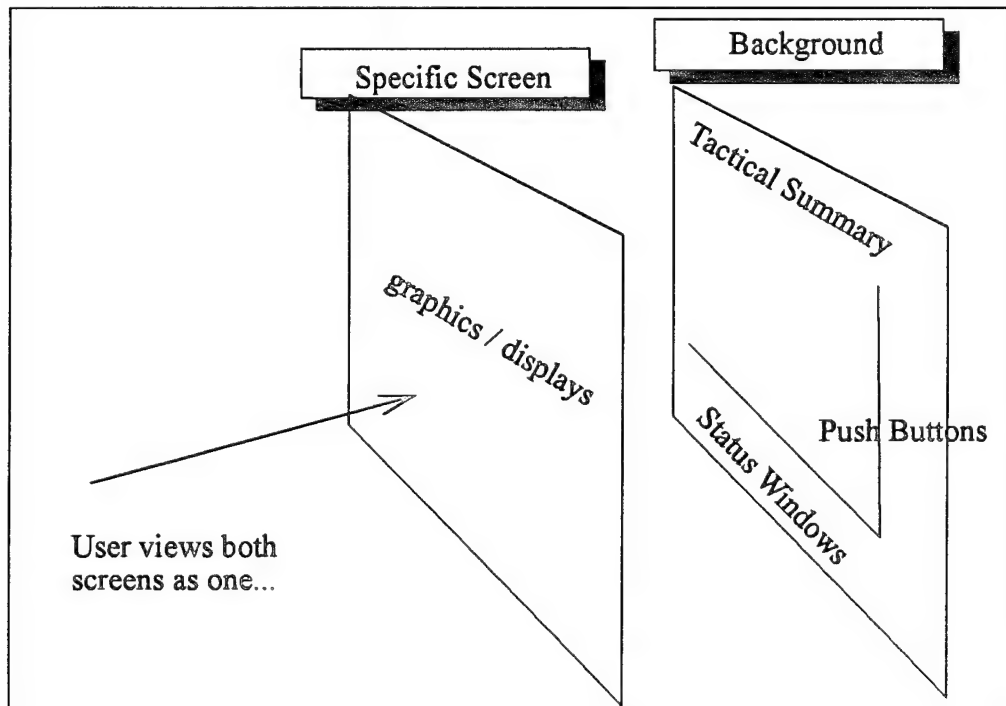 Specific Screen
Background
Tactical Summary
graphics / displays
Push Buttons
Status Windows
User views both
screens as one...